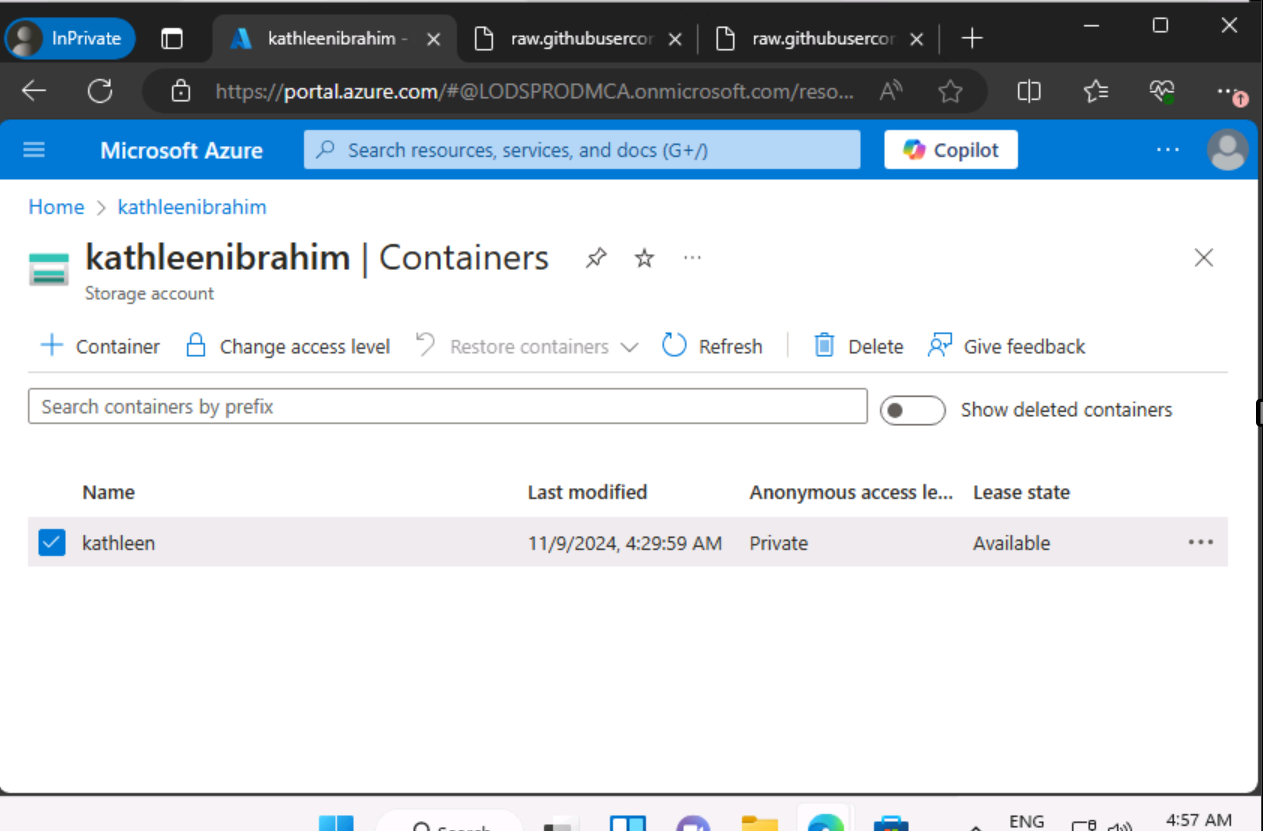 InPrivate
kathleenibrahim -
raw.githubusercor
raw.githubusercor
https://portal.azure.com/#@LODSPRODMCA.onmicrosoft.com/reso...
Microsoft Azure
Search resources, services, and docs (G+/)
Copilot
Home > kathleenibrahim
kathleenibrahim | Containers
Storage account
Container
Change access level
Restore containers
Refresh
Delete
Give feedback
Search containers by prefix
Show deleted containers
Name Last modified Anonymous access le... Lease state
kathleen 11/9/2024, 4:29:59 AM Private Available
Search
ENG
4:57 AM